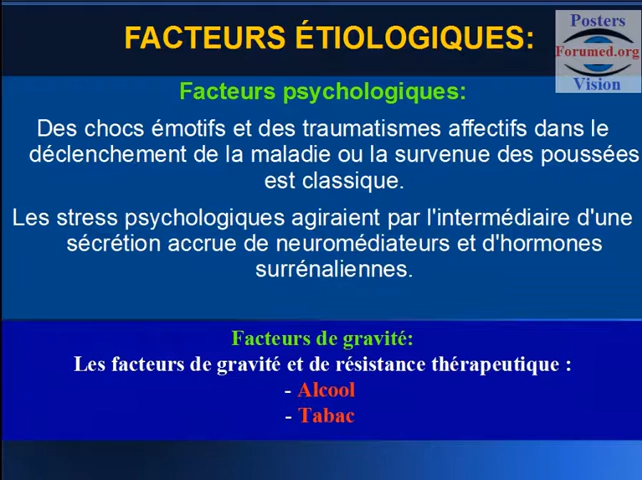 FACTEURS ÉTIOLOGIQUES:
Posters
Forumed.org
Vision
Facteurs psychologiques:
Des chocs émotifs et des traumatismes affectifs dans le
déclenchement de la maladie ou la survenue des poussées
est classique.
Les stress psychologiques agiraient par l'intermédiaire d'une
sécrétion accrue de neuromédiateurs et d'hormones
surrénaliennes.
Facteurs de gravité:
Les facteurs de gravité et de résistance thérapeutique :
- Alcool
- Tabac